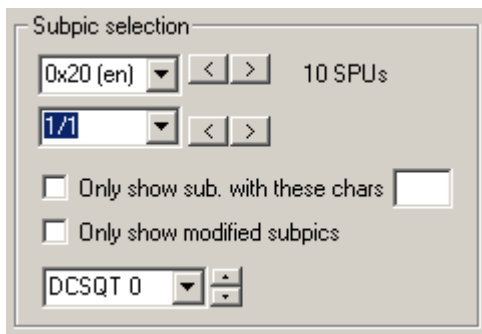 Subpic selection
0x20 (en) < > 10 SPUs
1/1 < >
Only show sub. with these chars
Only show modified subpics
DCSQT 0